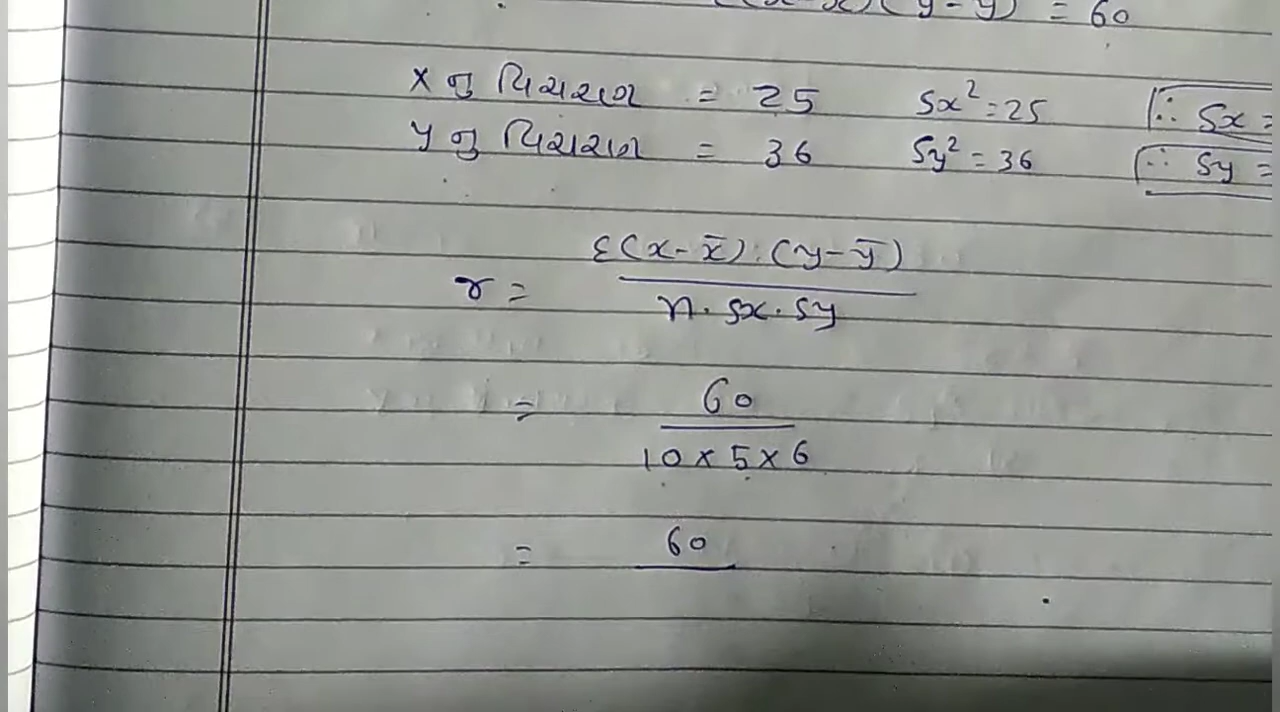 (y-y) = 60
x નુ વિચરણ = 25 Sx² = 25 ∴ Sx =
y નુ વિચરણ = 36 Sy² = 36 ∴ Sy =
r = Σ(x-x̄).(y-ȳ)
n. sx. sy
= 60
10 x 5 x 6
= 60